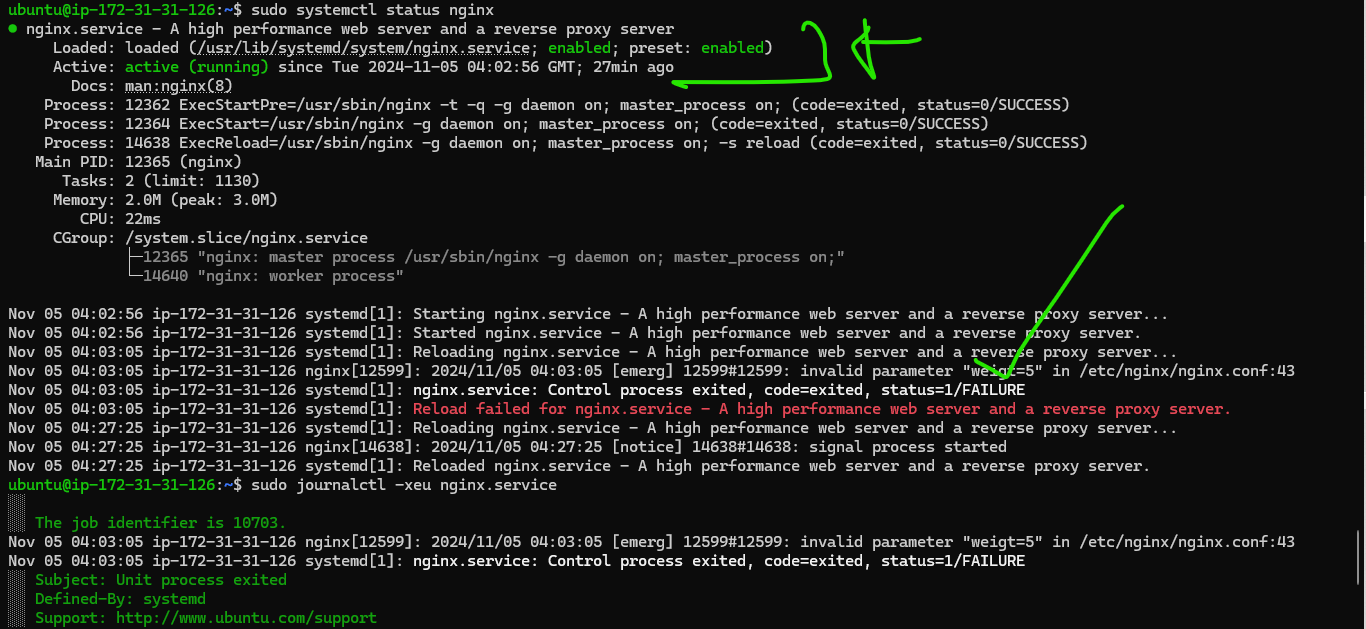 ubuntu@ip-172-31-31-126:~$ sudo systemctl status nginx
● nginx.service - A high performance web server and a reverse proxy server
Loaded: loaded (/usr/lib/systemd/system/nginx.service; enabled; preset: enabled)
Active: active (running) since Tue 2024-11-05 04:02:56 GMT; 27min ago
Docs: man:nginx(8)
Process: 12362 ExecStartPre=/usr/sbin/nginx -t -q -g daemon on; master_process on; (code=exited, status=0/SUCCESS)
Process: 12364 ExecStart=/usr/sbin/nginx -g daemon on; master_process on; (code=exited, status=0/SUCCESS)
Process: 14638 ExecReload=/usr/sbin/nginx -g daemon on; master_process on; -s reload (code=exited, status=0/SUCCESS)
Main PID: 12365 (nginx)
Tasks: 2 (limit: 1130)
Memory: 2.0M (peak: 3.0M)
CPU: 22ms
CGroup: /system.slice/nginx.service
├─12365 "nginx: master process /usr/sbin/nginx -g daemon on; master_process on;"
└─14640 "nginx: worker process"
Nov 05 04:02:56 ip-172-31-31-126 systemd[1]: Starting nginx.service - A high performance web server and a reverse proxy server...
Nov 05 04:02:56 ip-172-31-31-126 systemd[1]: Started nginx.service - A high performance web server and a reverse proxy server.
Nov 05 04:03:05 ip-172-31-31-126 systemd[1]: Reloading nginx.service - A high performance web server and a reverse proxy server...
Nov 05 04:03:05 ip-172-31-31-126 nginx[12599]: 2024/11/05 04:03:05 [emerg] 12599#12599: invalid parameter "weigt=5" in /etc/nginx/nginx.conf:43
Nov 05 04:03:05 ip-172-31-31-126 systemd[1]: nginx.service: Control process exited, code=exited, status=1/FAILURE
Nov 05 04:03:05 ip-172-31-31-126 systemd[1]: Reload failed for nginx.service - A high performance web server and a reverse proxy server.
Nov 05 04:27:25 ip-172-31-31-126 systemd[1]: Reloading nginx.service - A high performance web server and a reverse proxy server...
Nov 05 04:27:25 ip-172-31-31-126 nginx[14638]: 2024/11/05 04:27:25 [notice] 14638#14638: signal process started
Nov 05 04:27:25 ip-172-31-31-126 systemd[1]: Reloaded nginx.service - A high performance web server and a reverse proxy server.
ubuntu@ip-172-31-31-126:~$ sudo journalctl -xeu nginx.service
The job identifier is 10703.
Nov 05 04:03:05 ip-172-31-31-126 nginx[12599]: 2024/11/05 04:03:05 [emerg] 12599#12599: invalid parameter "weigt=5" in /etc/nginx/nginx.conf:43
Nov 05 04:03:05 ip-172-31-31-126 systemd[1]: nginx.service: Control process exited, code=exited, status=1/FAILURE
Subject: Unit process exited
Defined-By: systemd
Support: http://www.ubuntu.com/support